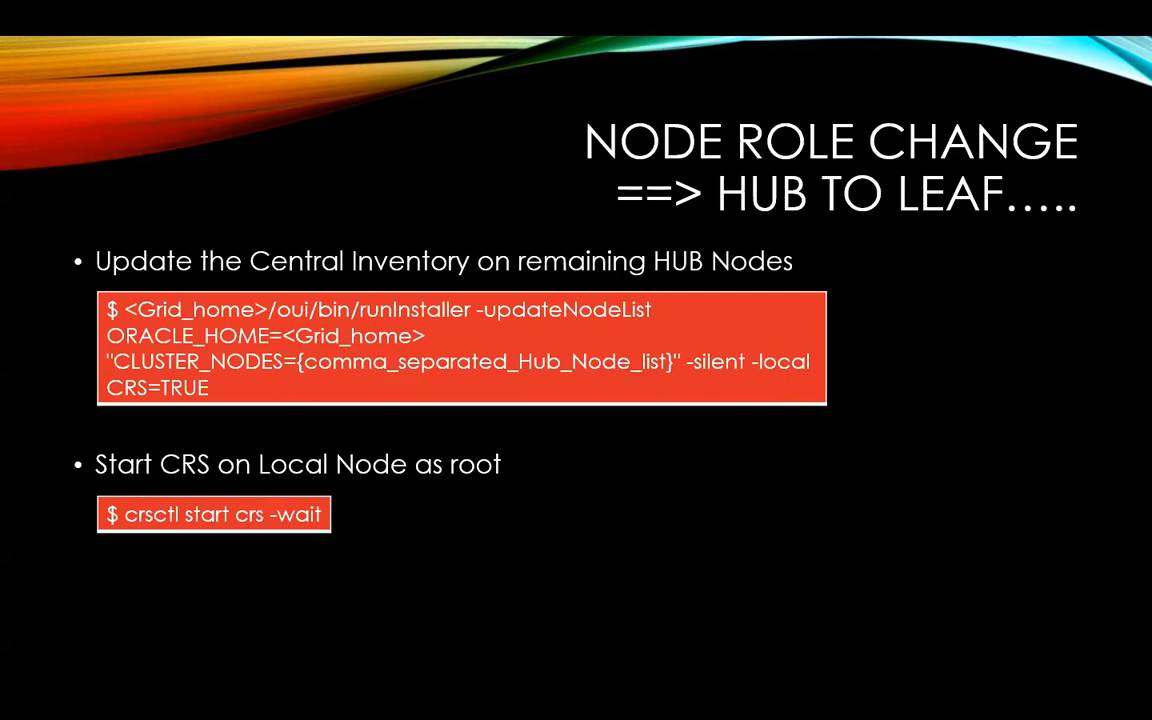 NODE ROLE CHANGE
==> HUB TO LEAF.....
• Update the Central Inventory on remaining HUB Nodes
$ <Grid_home>/oui/bin/runInstaller -updateNodeList
ORACLE_HOME=<Grid_home>
"CLUSTER_NODES={comma_separated_Hub_Node_list}" -silent -local
CRS=TRUE
• Start CRS on Local Node as root
$ crsctl start crs -wait